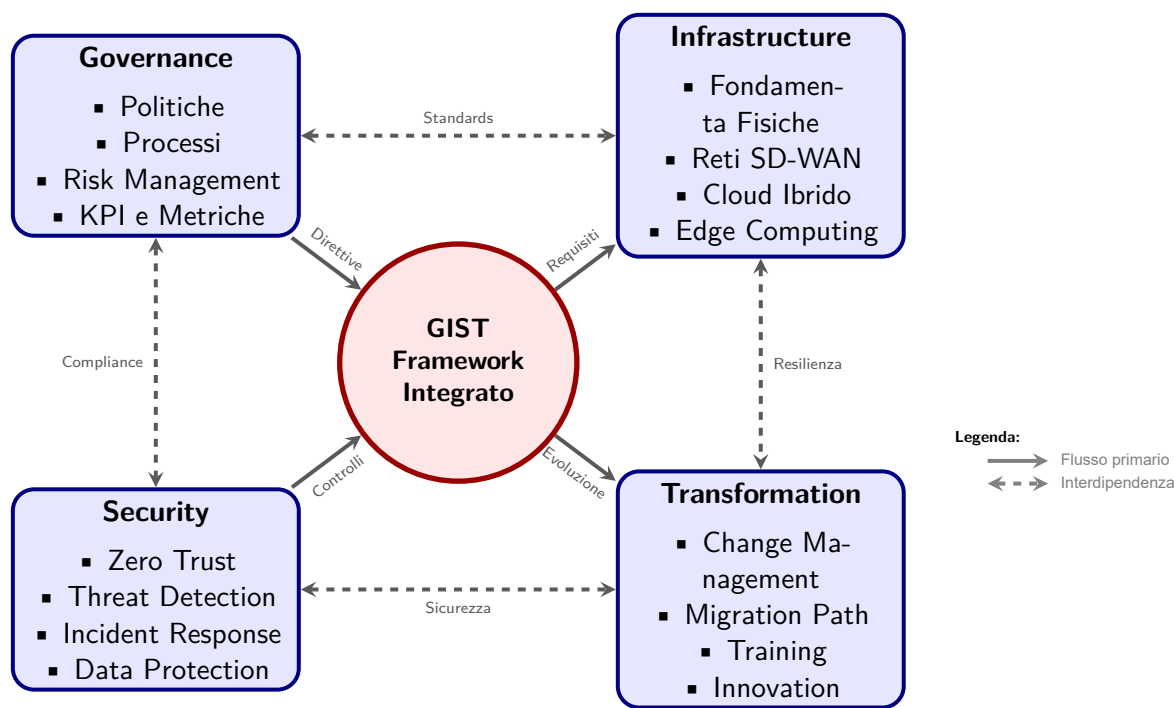 Governance
▪ Politiche
▪ Processi
▪ Risk Management
▪ KPI e Metriche
Standards
Infrastructure
▪ Fondamen-
ta Fisiche
▪ Reti SD-WAN
▪ Cloud Ibrido
▪ Edge Computing
Direttive
Requisiti
Compliance
GIST
Framework
Integrato
Resilienza
Controlli
Evoluzione
Security
▪ Zero Trust
▪ Threat Detection
▪ Incident Response
▪ Data Protection
Sicurezza
Transformation
▪ Change Ma-
nagement
▪ Migration Path
▪ Training
▪ Innovation
Legenda:
Flusso primario
Interdipendenza